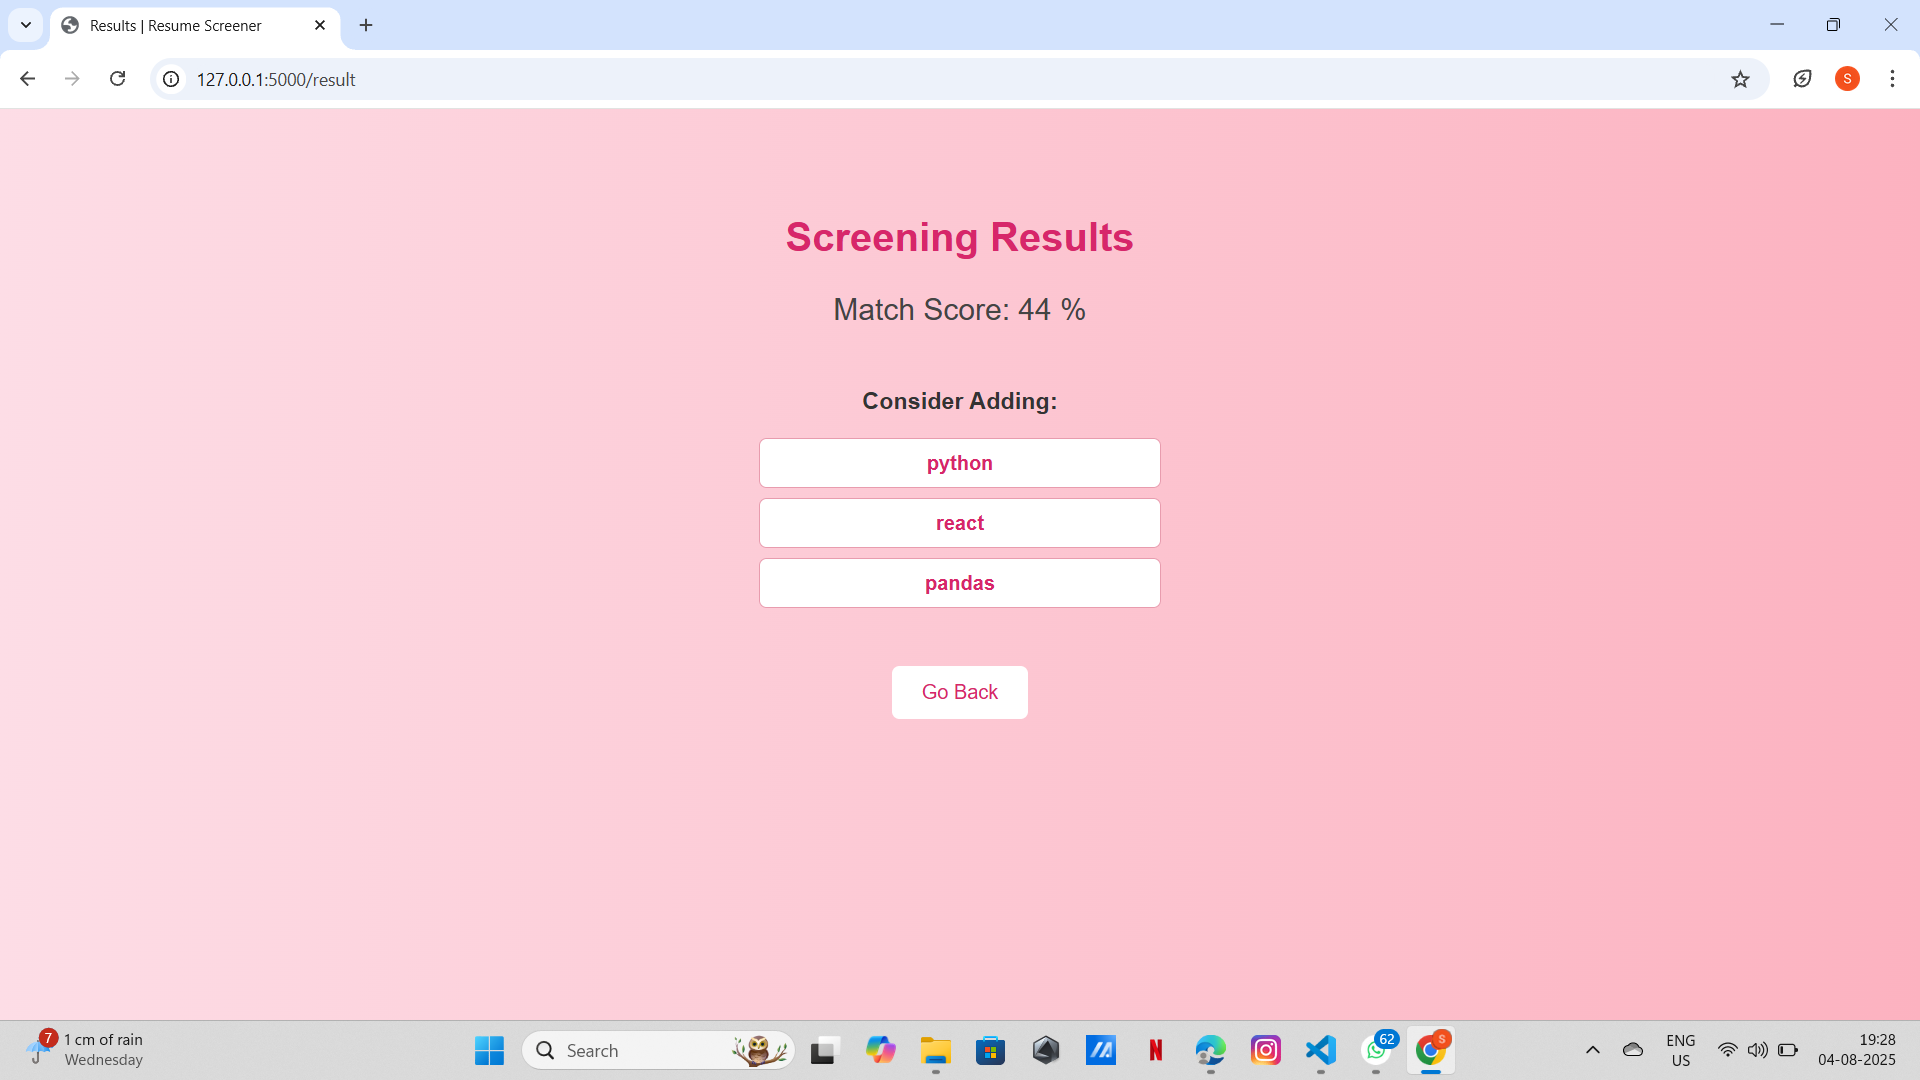 Results | Resume Screener
127.0.0.1:5000/result
S
Screening Results
Match Score: 44 %
Consider Adding:
python
react
pandas
Go Back
7
1 cm of rain
Wednesday
Search
N
62
S
ENG
US
19:28
04-08-2025